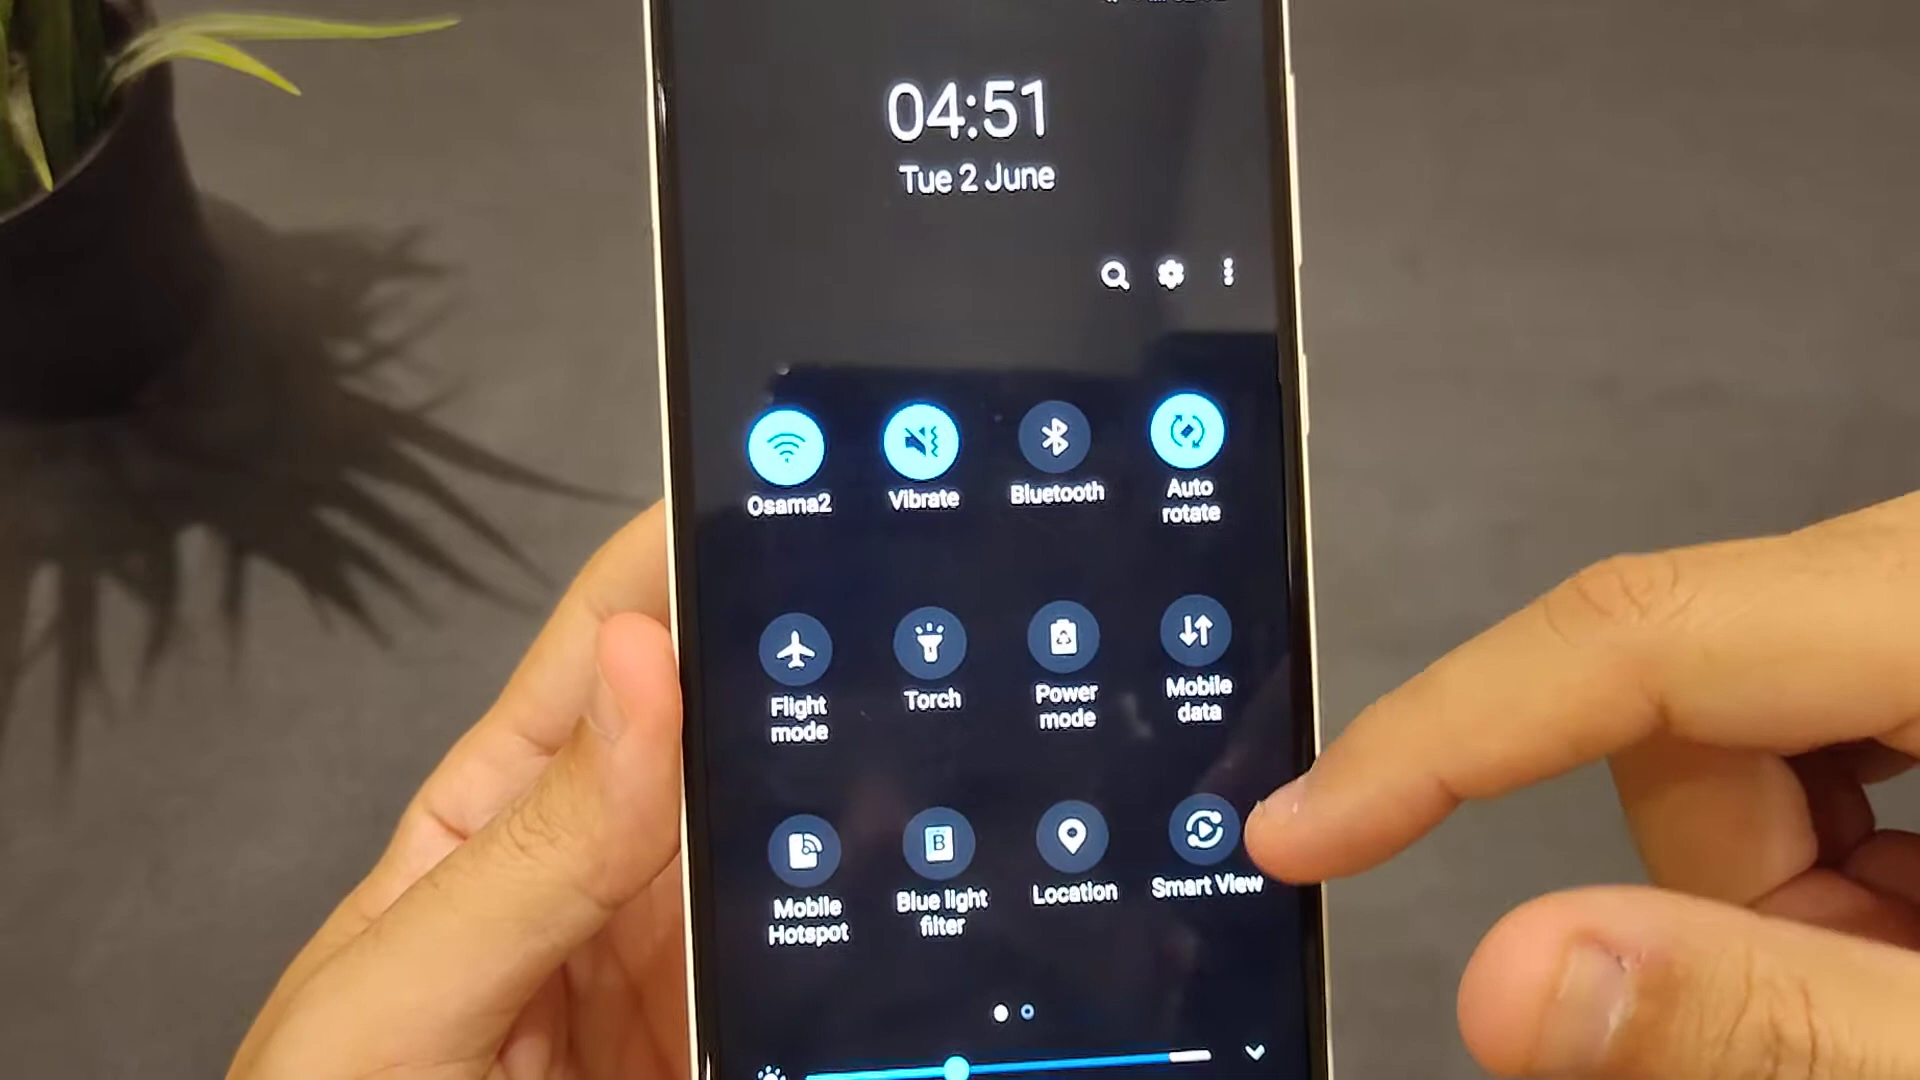 04:51
Tue 2 June
Osama2
Vibrate
Bluetooth
Auto
rotate
Flight
mode
Torch
Power
mode
Mobile
data
Mobile
Hotspot
B
Blue light
filter
Location
Smart View